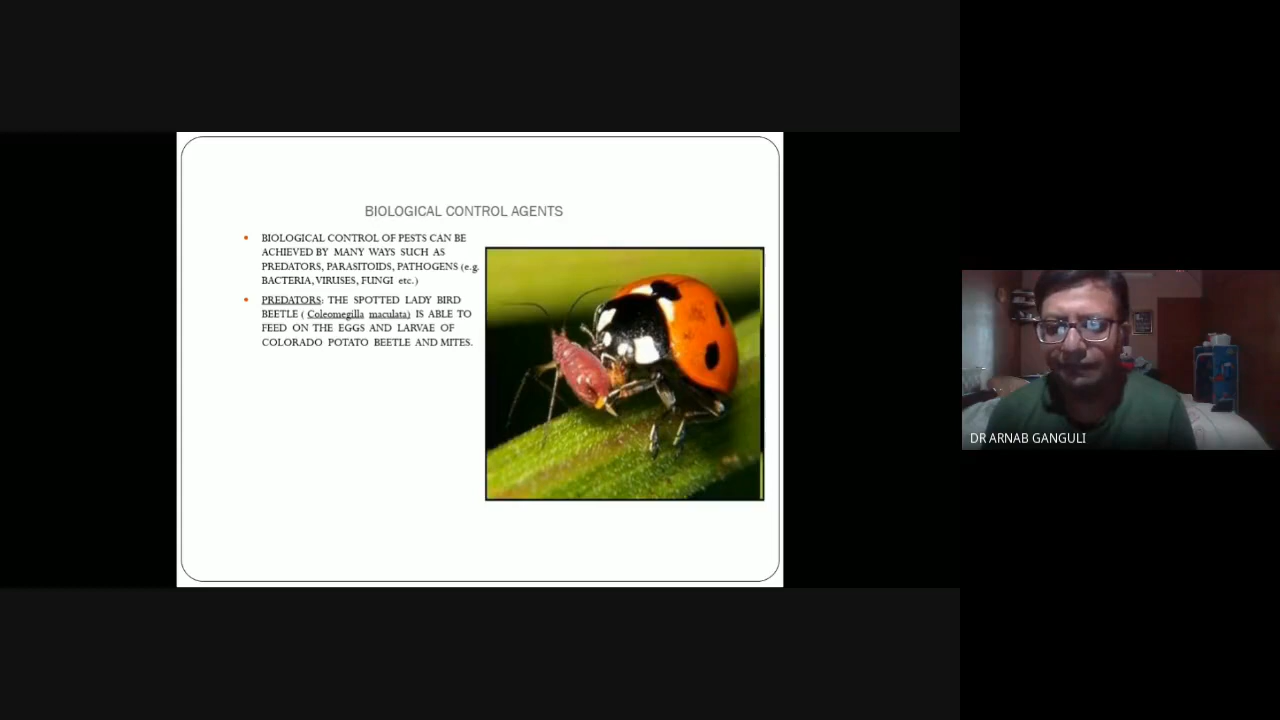 BIOLOGICAL CONTROL AGENTS
• BIOLOGICAL CONTROL OF PESTS CAN BE
ACHIEVED BY MANY WAYS SUCH AS
PREDATORS, PARASITOIDS, PATHOGENS (e.g.
BACTERIA, VIRUSES, FUNGI etc.)
• PREDATORS: THE SPOTTED LADY BIRD
BEETLE ( Coleomegilla maculata) IS ABLE TO
FEED ON THE EGGS AND LARVAE OF
COLORADO POTATO BEETLE AND MITES.
DR ARNAB GANGULI